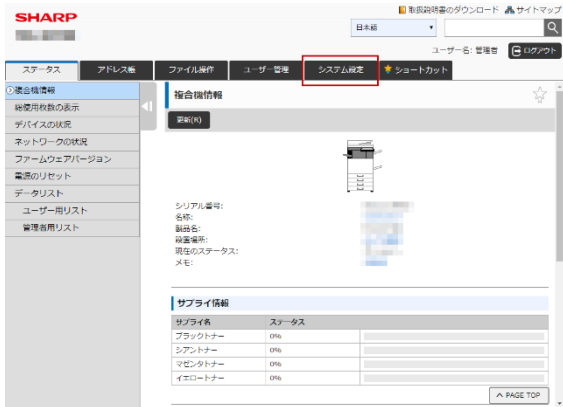 取扱説明書のダウンロード サイトマップ
SHARP
日本語
ユーザー名: 管理者 ログアウト
ステータス アドレス帳 ファイル操作 ユーザー管理 システム設定 ショートカット
複合機情報
総使用枚数の表示
デバイスの状況
ネットワークの状況
ファームウェアバージョン
電源のリセット
データリスト
ユーザー用リスト
管理者用リスト
複合機情報
更新(R)
シリアル番号:
名称:
製品名:
設置場所:
現在のステータス:
メモ:
サプライ情報
サプライ名 ステータス
ブラックトナー 0%
シアントナー 0%
マゼンタトナー 0%
イエロートナー 0%
PAGE TOP